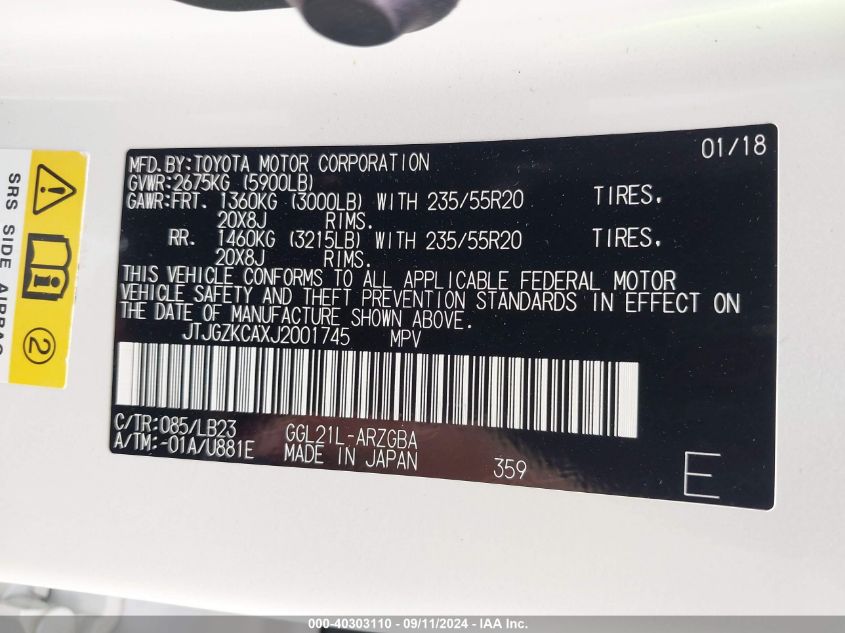 MFD.BY:TOYOTA MOTOR CORPORATION 01/18
GVWR:2675KG (5900LB)
GAWR:FRT. 1360KG (3000LB) WITH 235/55R20 TIRES.
20X8J RIMS.
RR. 1460KG (3215LB) WITH 235/55R20 TIRES.
20X8J RIMS.
THIS VEHICLE CONFORMS TO ALL APPLICABLE FEDERAL MOTOR
VEHICLE SAFETY AND THEFT PREVENTION STANDARDS IN EFFECT ON
THE DATE OF MANUFACTURE SHOWN ABOVE.
JTJGZKCAXJ2001745 MPV
C/TR:085/LB23 GGL21L-ARZGBA
A/TM:-01A/U881E MADE IN JAPAN 359
E
SRS SIDE AIRBAG
2
000-40303110 - 09/11/2024 - IAA Inc.